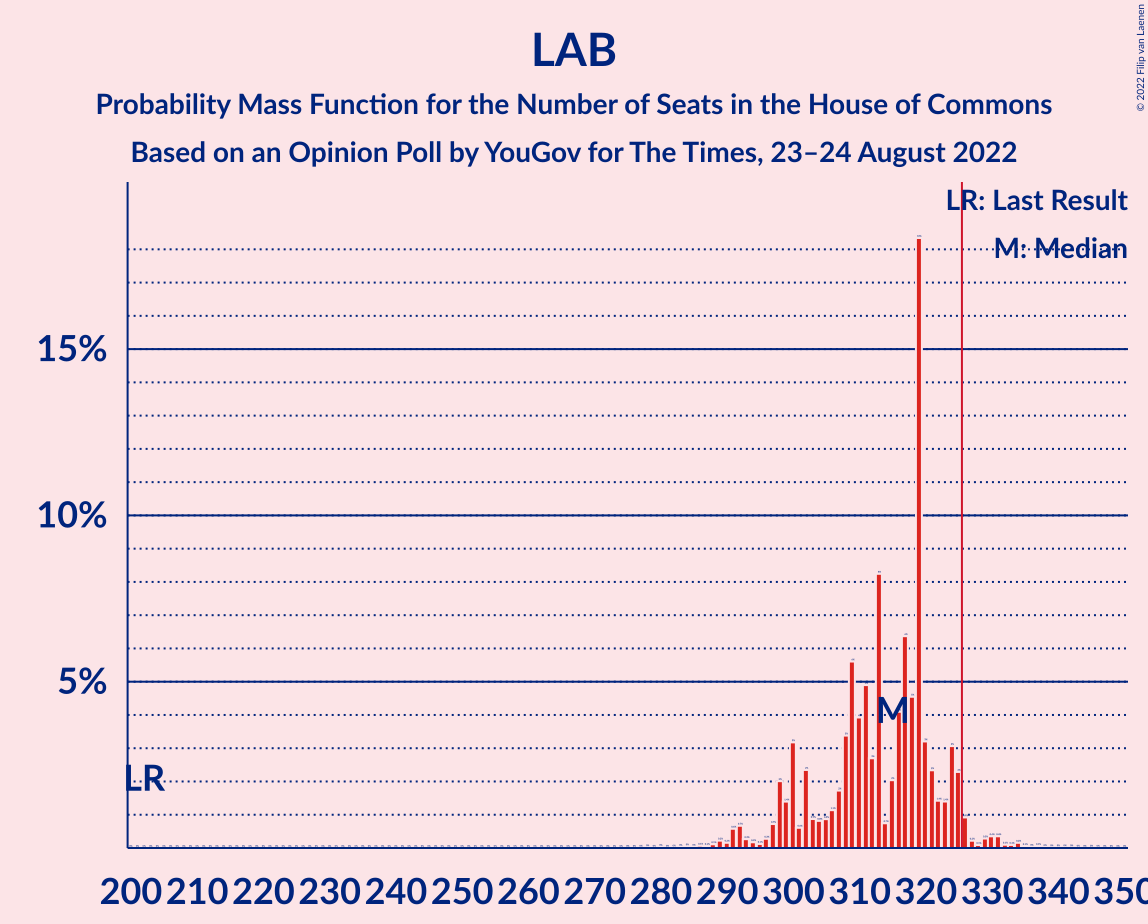 LAB
Probability Mass Function for the Number of Seats in the House of Commons
Based on an Opinion Poll by YouGov for The Times, 23–24 August 2022
© 2022 Filip van Laenen
LR: Last Result
M: Median
15%
10%
5%
M
LR
200 210 220 230 240 250 260 270 280 290 300 310 320 330 340 350